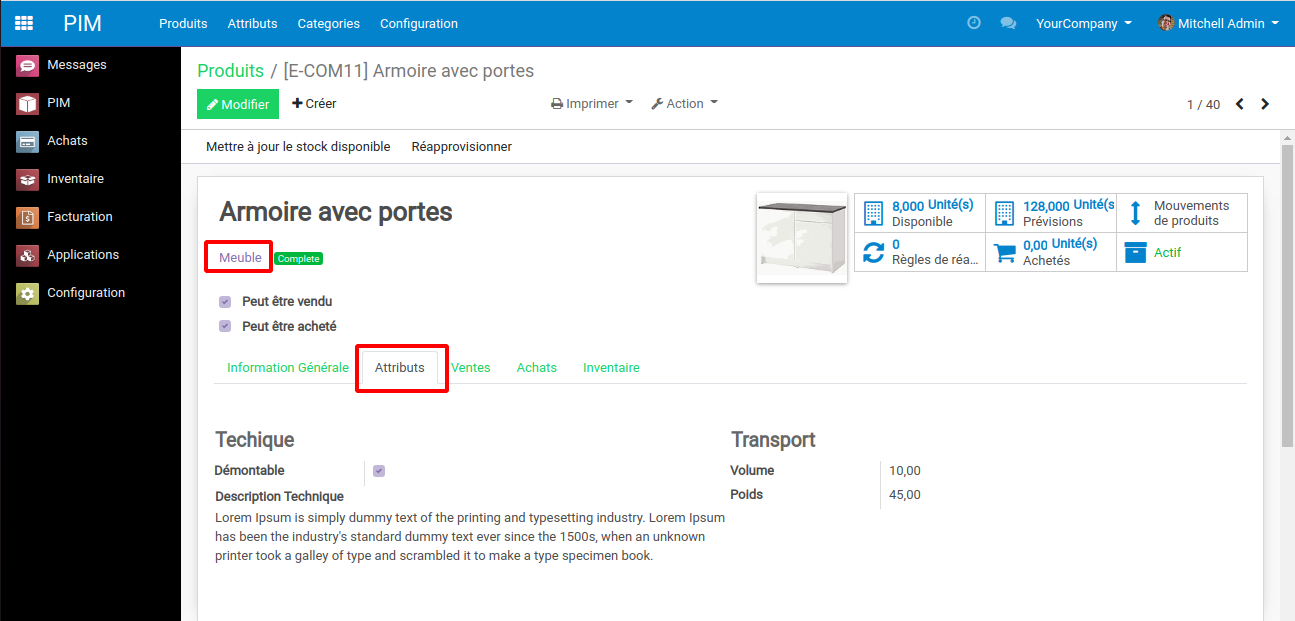 PIM Produits Attributs Categories Configuration YourCompany Mitchell Admin
Messages
PIM
Achats
Inventaire
Facturation
Applications
Configuration
Produits / [E-COM11] Armoire avec portes
Modifier Créer Imprimer Action 1 / 40
Mettre à jour le stock disponible Réapprovisionner
Armoire avec portes
8,000 Unité(s)
Disponible
128,000 Unité(s
Prévisions
Mouvements
de produits
0
Règles de réa...
0,00 Unité(s)
Achetés
Actif
Meuble Complete
Peut être vendu
Peut être acheté
Information Générale Attributs Ventes Achats Inventaire
Techique
Démontable
Description Technique
Lorem Ipsum is simply dummy text of the printing and typesetting industry. Lorem Ipsum
has been the industry's standard dummy text ever since the 1500s, when an unknown
printer took a galley of type and scrambled it to make a type specimen book.
Transport
Volume 10,00
Poids 45,00